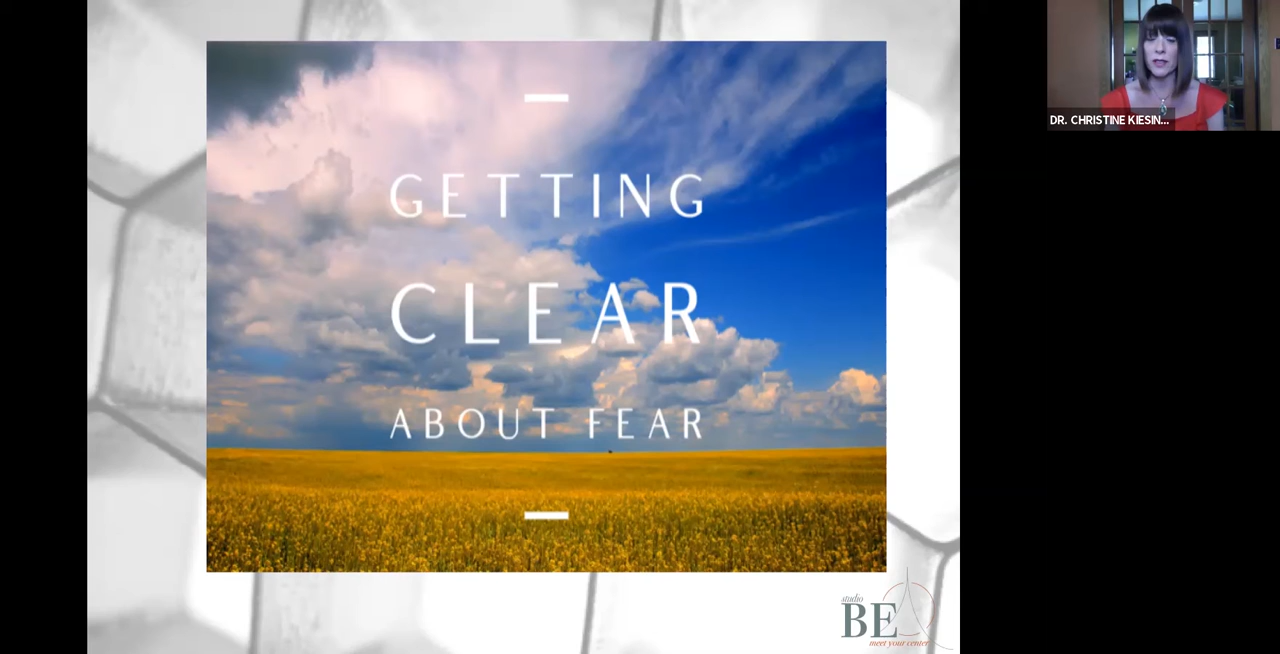 GETTING
CLEAR
ABOUT FEAR
DR. CHRISTINE KIESIN...
studio
BE
meet your center